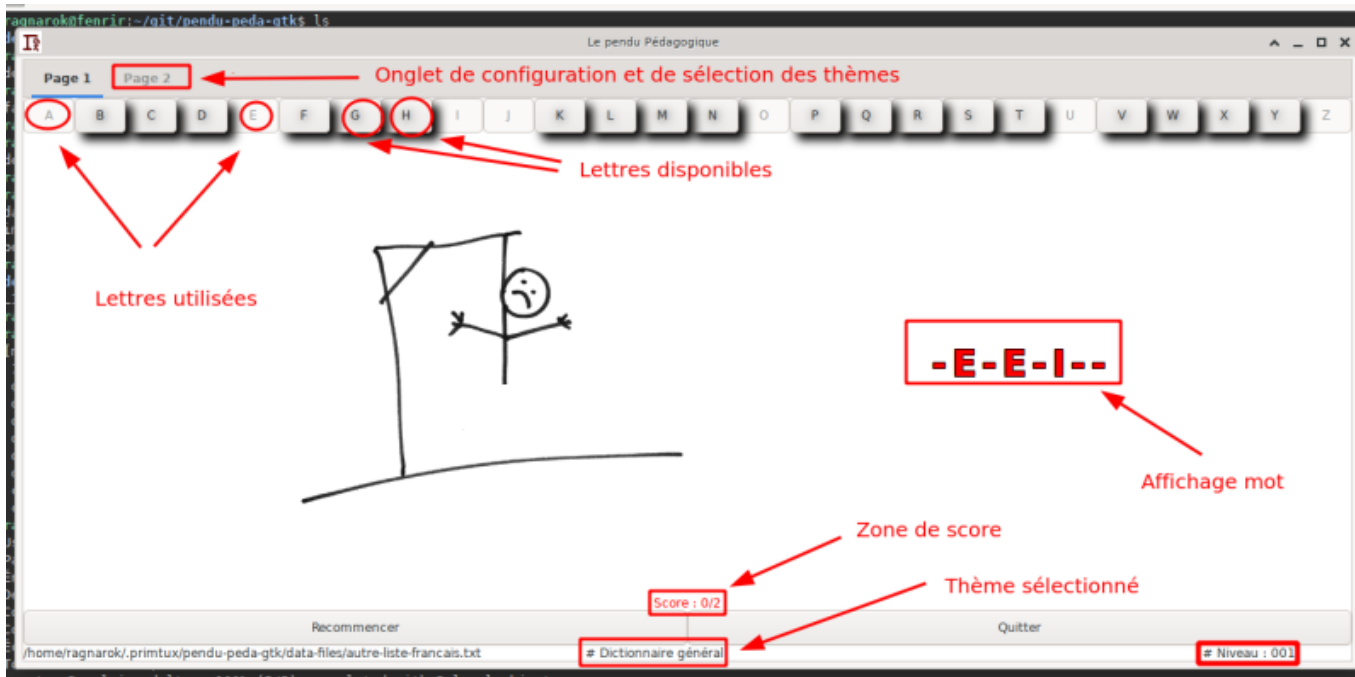 ragnarok@fenrir:~/git/pendu-peda-gtk$ ls
Le pendu Pédagogique
Page 1 Page 2 Onglet de configuration et de sélection des thèmes
A B C D E F G H I J K L M N O P Q R S T U V W X Y Z
Lettres disponibles
Lettres utilisées
-E-E-I--
Affichage mot
Zone de score
Thème sélectionné
Score : 0/2
Recommencer Quitter
/home/ragnarok/.primtux/pendu-peda-gtk/data-files/autre-liste-francais.txt # Dictionnaire général # Niveau : 001